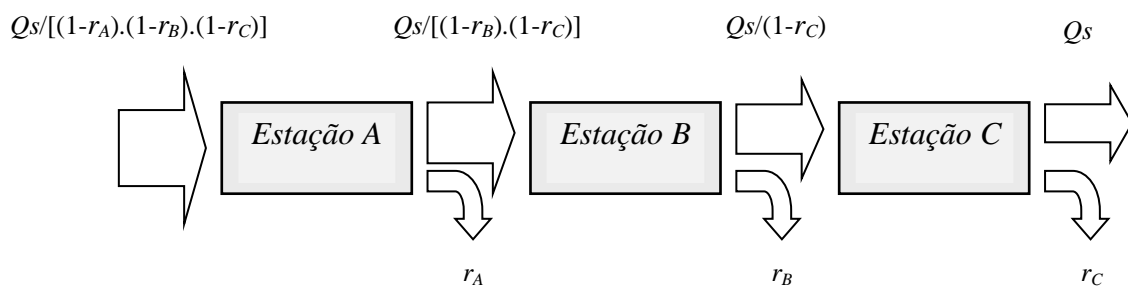 Qs/[(1-rA).(1-rB).(1-rC)]
Qs/[(1-rB).(1-rC)]
Qs/(1-rC)
Qs
Estação A
Estação B
Estação C
rA
rB
rC